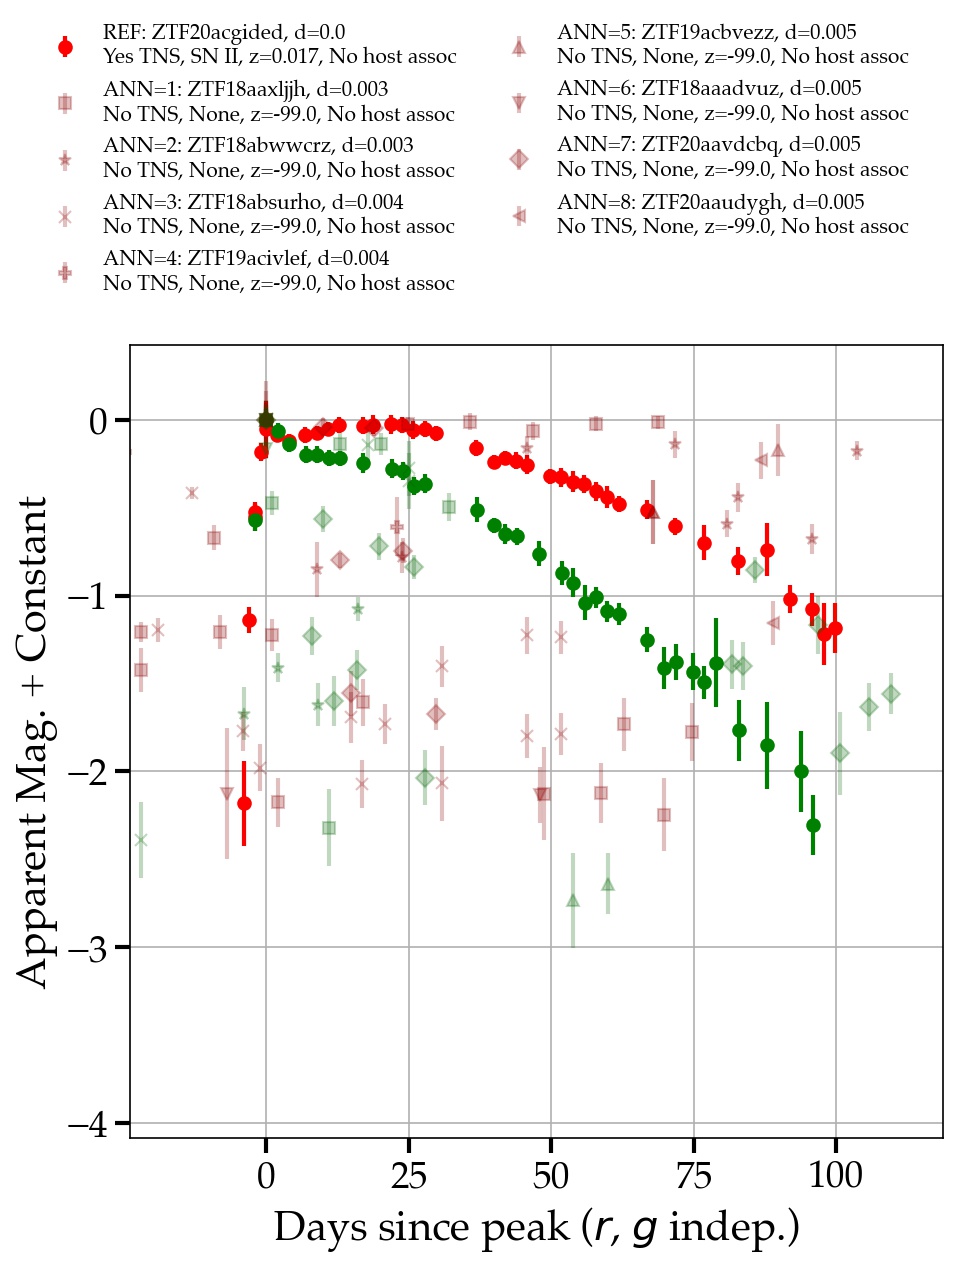 REF: ZTF20acgided, d=0.0
Yes TNS, SN II, z=0.017, No host assoc
ANN=1: ZTF18aaxljjh, d=0.003
No TNS, None, z=-99.0, No host assoc
ANN=2: ZTF18abwwcrz, d=0.003
No TNS, None, z=-99.0, No host assoc
ANN=3: ZTF18absurho, d=0.004
No TNS, None, z=-99.0, No host assoc
ANN=4: ZTF19acivlef, d=0.004
No TNS, None, z=-99.0, No host assoc
ANN=5: ZTF19acbvezz, d=0.005
No TNS, None, z=-99.0, No host assoc
ANN=6: ZTF18aaadvuz, d=0.005
No TNS, None, z=-99.0, No host assoc
ANN=7: ZTF20aavdcbq, d=0.005
No TNS, None, z=-99.0, No host assoc
ANN=8: ZTF20aaudygh, d=0.005
No TNS, None, z=-99.0, No host assoc
Apparent Mag. + Constant
0
−1
−2
−3
−4
0 25 50 75 100
Days since peak (r, g indep.)